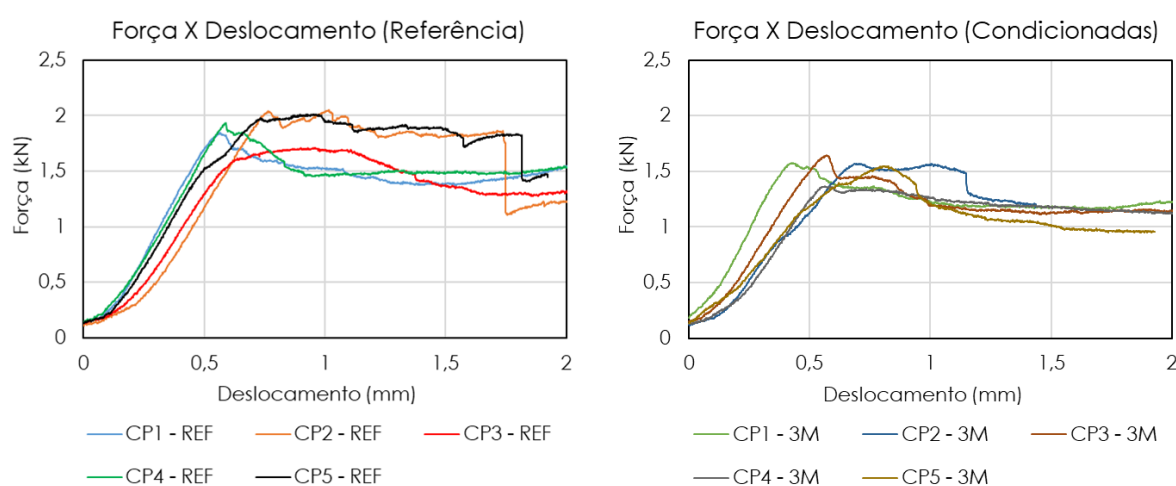 Força X Deslocamento (Referência)
2,5
2
1,5
1
0,5
0
Força (kN)
0
0,5
1
1,5
2
Deslocamento (mm)
CP1 - REF
CP2 - REF
CP3 - REF
CP4 - REF
CP5 - REF
Força X Deslocamento (Condicionadas)
2,5
2
1,5
1
0,5
0
Força (kN)
0
0,5
1
1,5
2
Deslocamento (mm)
CP1 - 3M
CP2 - 3M
CP3 - 3M
CP4 - 3M
CP5 - 3M